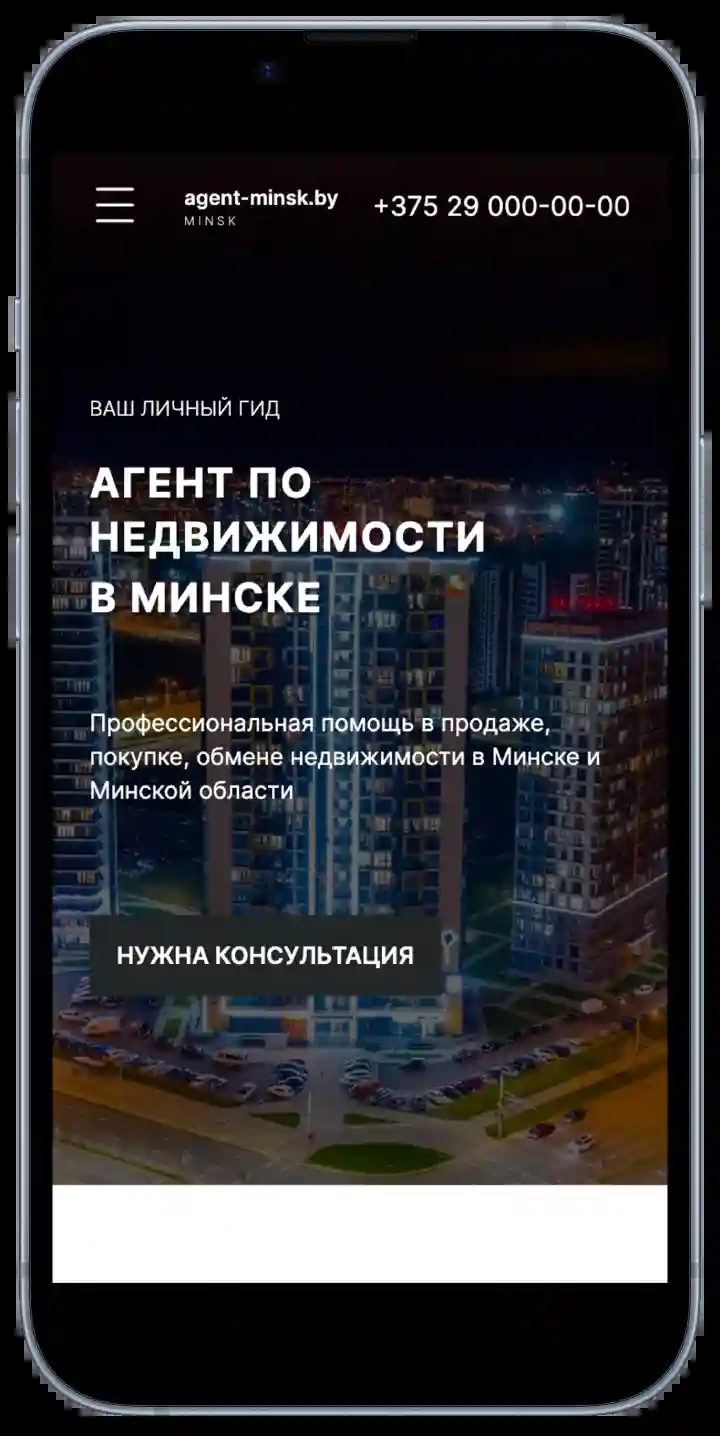 agent-minsk.by
MINSK
+375 29 000-00-00
ВАШ ЛИЧНЫЙ ГИД
АГЕНТ ПО
НЕДВИЖИМОСТИ
В МИНСКЕ
Профессиональная помощь в продаже,
покупке, обмене недвижимости в Минске и
Минской области
НУЖНА КОНСУЛЬТАЦИЯ